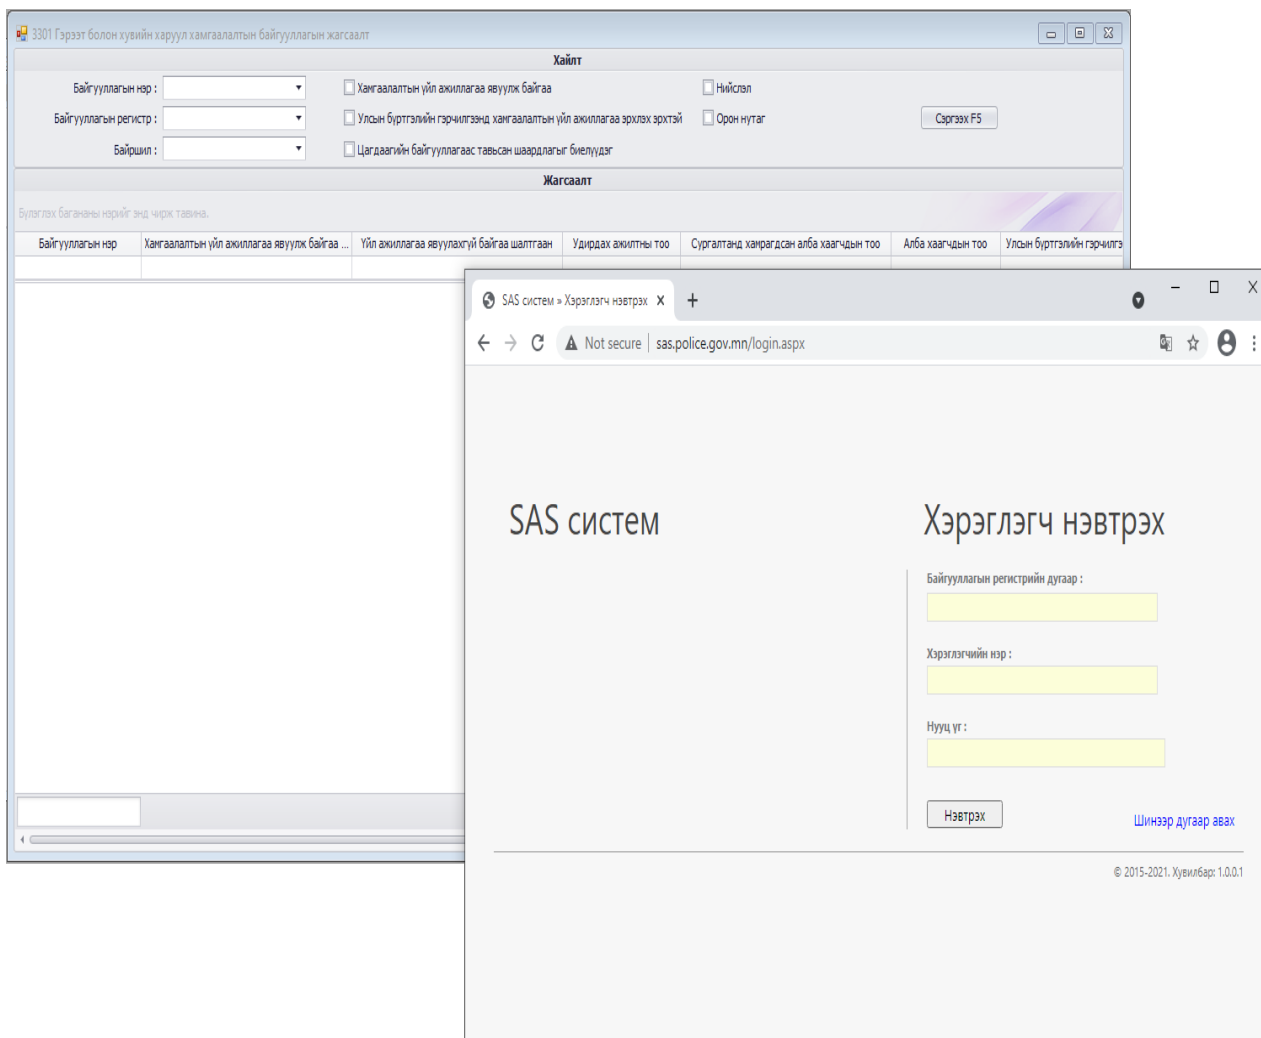 3301 Гэрээт болон хувийн харуул хамгаалалтын байгууллагын жагсаалт
Хайлт
Байгууллагын нэр :
Хамгаалалтын үйл ажиллагаа явуулж байгаа
Нийслэл
Байгууллагын регистр :
Улсын бүртгэлийн гэрчилгээнд хамгаалалтын үйл ажиллагаа эрхлэх эрхтэй
Орон нутаг
Сэргээх F5
Байршил :
Цагдаагийн байгууллагаас тавьсан шаардлагыг биелүүдэг
Жагсаалт
Бүлэглэх баганы нэрийг энд чирж тавина.
Байгууллагын нэр
Хамгаалалтын үйл ажиллагаа явуулж байгаа ...
Үйл ажиллагаа явуулахгүй байгаа шалтгаан
Удирдах ажилтны тоо
Сургалтанд хамрагдсан алба хаагчдын тоо
Алба хаагчдын тоо
Улсын бүртгэлийн гэрчилгэ
SAS систем » Хэрэглэгч нэвтрэх
Not secure | sas.police.gov.mn/login.aspx
SAS систем
Хэрэглэгч нэвтрэх
Байгууллагын регистрийн дугаар :
Хэрэглэгчийн нэр :
Нууц үг :
Нэвтрэх
Шинээр дугаар авах
© 2015-2021. Хувилбар: 1.0.0.1